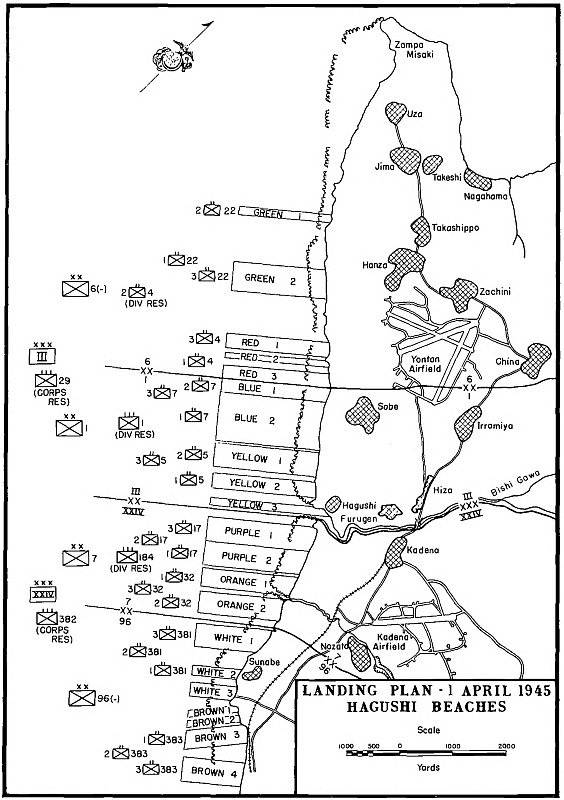 Zampa
Misaki
Uza
Jima
Takeshi
Nagahama
2 22 GREEN 1
Takashippo
1 22
Hanza
3 22 GREEN 2
XX
6(-)
2 4
(DIV RES)
Zachini
3 4 RED 1
RED 2
1 4
XXX
III
Yontan
Airfield
China
6
XX
1
RED 3
29
(CORPS
RES)
2 7 BLUE 1
3 7
6
XX
1
XX
1
1
(DIV RES)
1 7
BLUE 2
Sobe
Irramiya
2 5
3 5
YELLOW 1
1 5 YELLOW 2
Hiza
Bishi Gawa
III
XXX
XXIV
YELLOW 3
Hagushi
Furugen
III
XXX
XXIV
3 17 PURPLE 1
2 17
1 17
XX
7
184
(DIV RES)
PURPLE 2
Kadena
1 32 ORANGE 1
3 32
XXX
XXIV
2 32 ORANGE 2
7
XX
96
382
(CORPS
RES)
3 381 WHITE 1
Kadena
Airfield
Nozato
7
XX
96
2 381
Sunabe
1 381 WHITE 2
WHITE 3
XX
96(-)
BROWN 1
BROWN 2
1 383 BROWN 3
2 383
3 383 BROWN 4
LANDING PLAN - 1 APRIL 1945
HAGUSHI BEACHES
Scale
1000 0 1000 2000
Yards